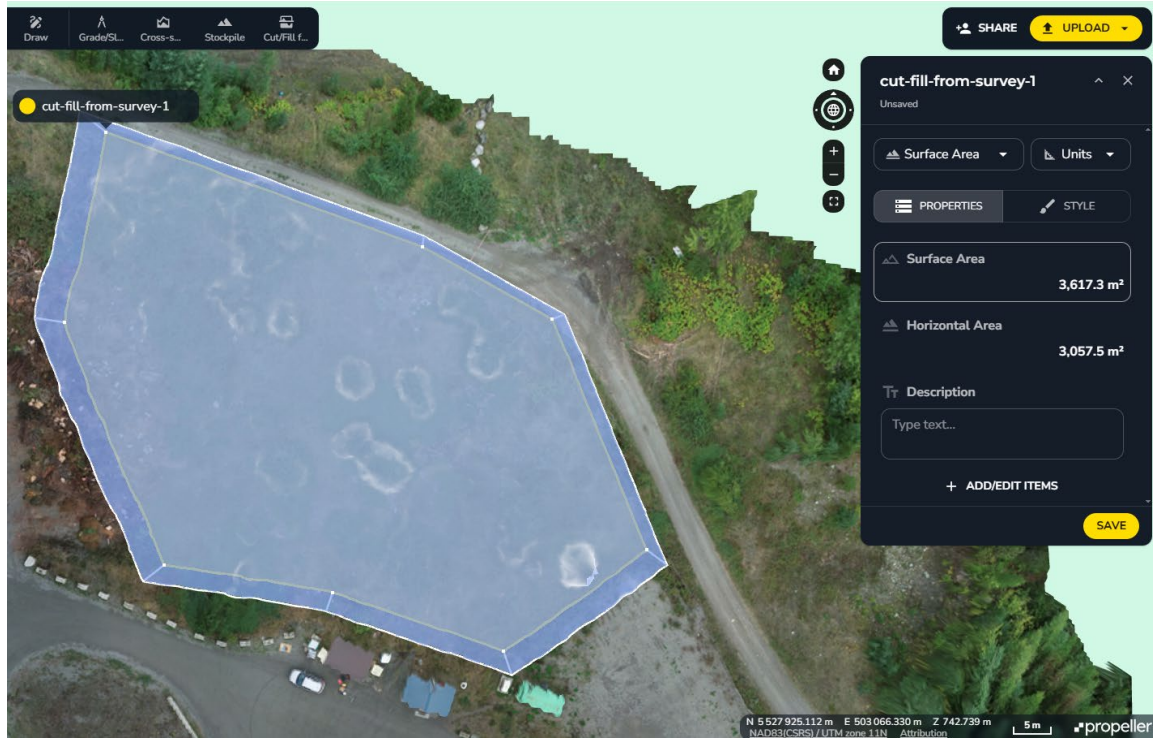 Draw
Grade/Sl...
Cross-s...
Stockpile
Cut/Fill f...
SHARE
UPLOAD
cut-fill-from-survey-1
cut-fill-from-survey-1
Unsaved
Surface Area
Units
PROPERTIES
STYLE
Surface Area
3,617.3 m²
Horizontal Area
3,057.5 m²
Description
Type text...
+ ADD/EDIT ITEMS
SAVE
N 5 527 925.112 m E 503 066.330 m Z 742.739 m
NAD83(CSRS) / UTM zone 11N Attribution
5 m
propeller